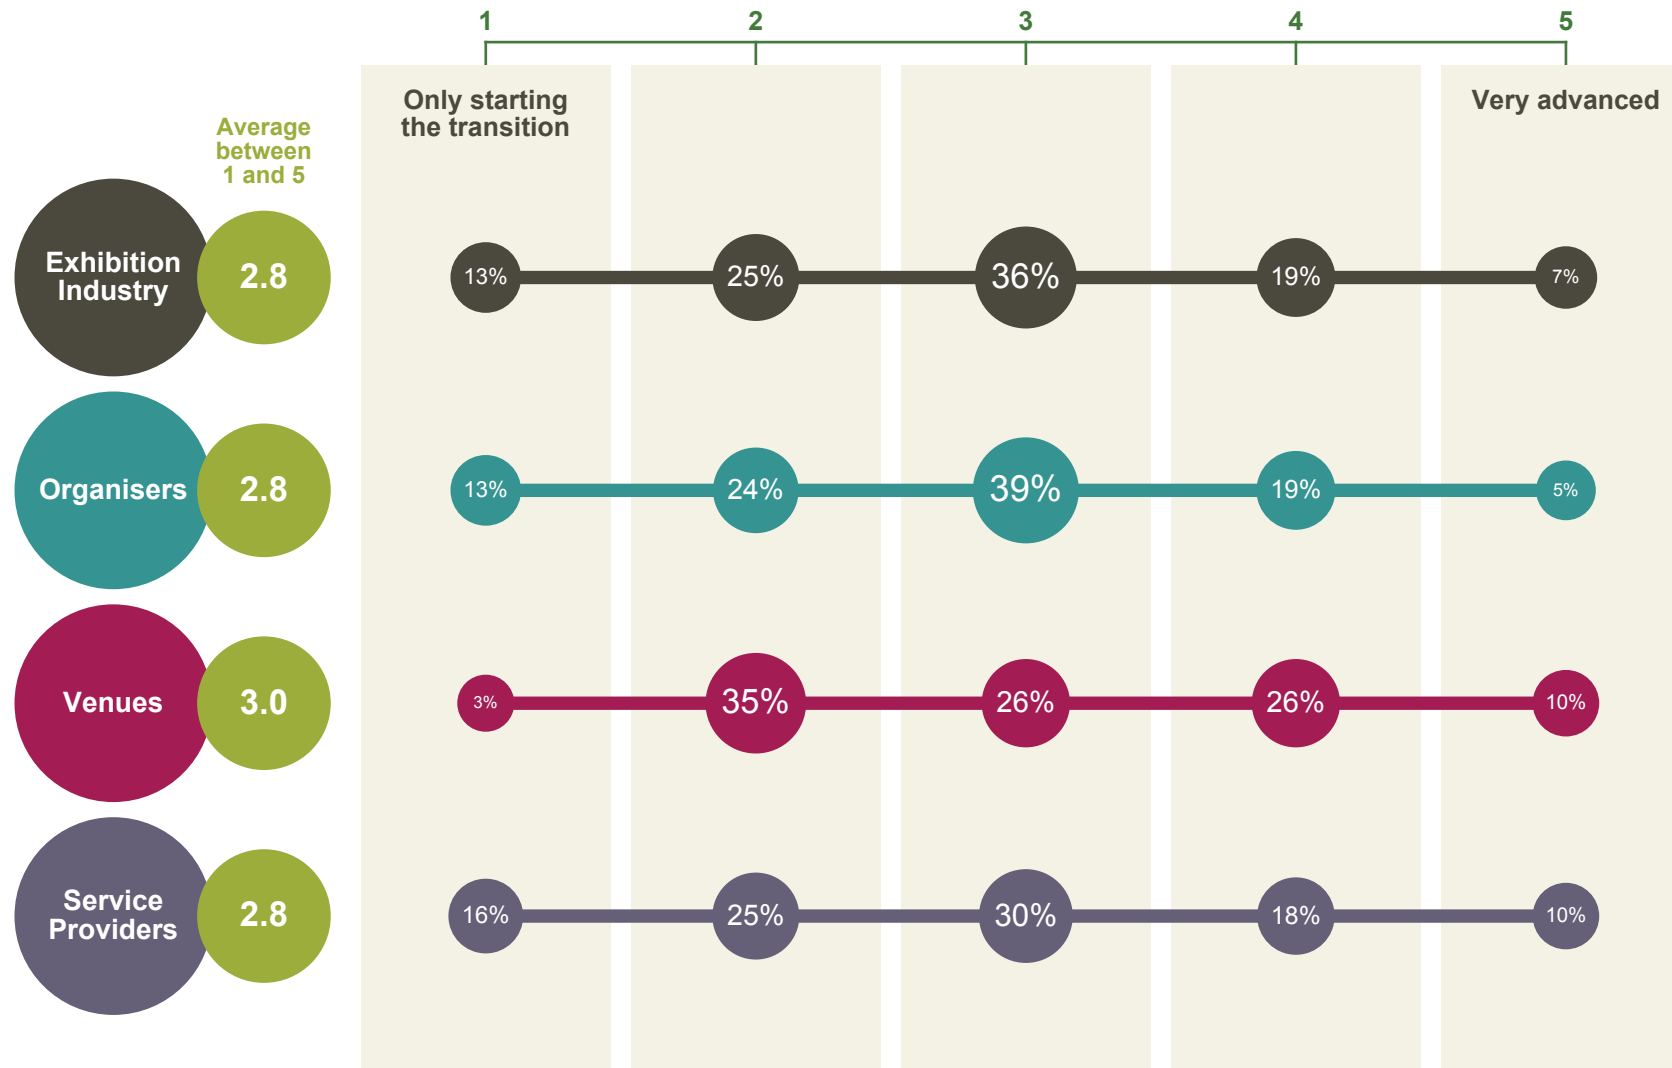 1 2 3 4 5
Only starting
the transition
Very advanced
Average
between
1 and 5
Exhibition
Industry
2.8
13% 25% 36% 19% 7%
Organisers
2.8
13% 24% 39% 19% 5%
Venues
3.0
3% 35% 26% 26% 10%
Service
Providers
2.8
16% 25% 30% 18% 10%